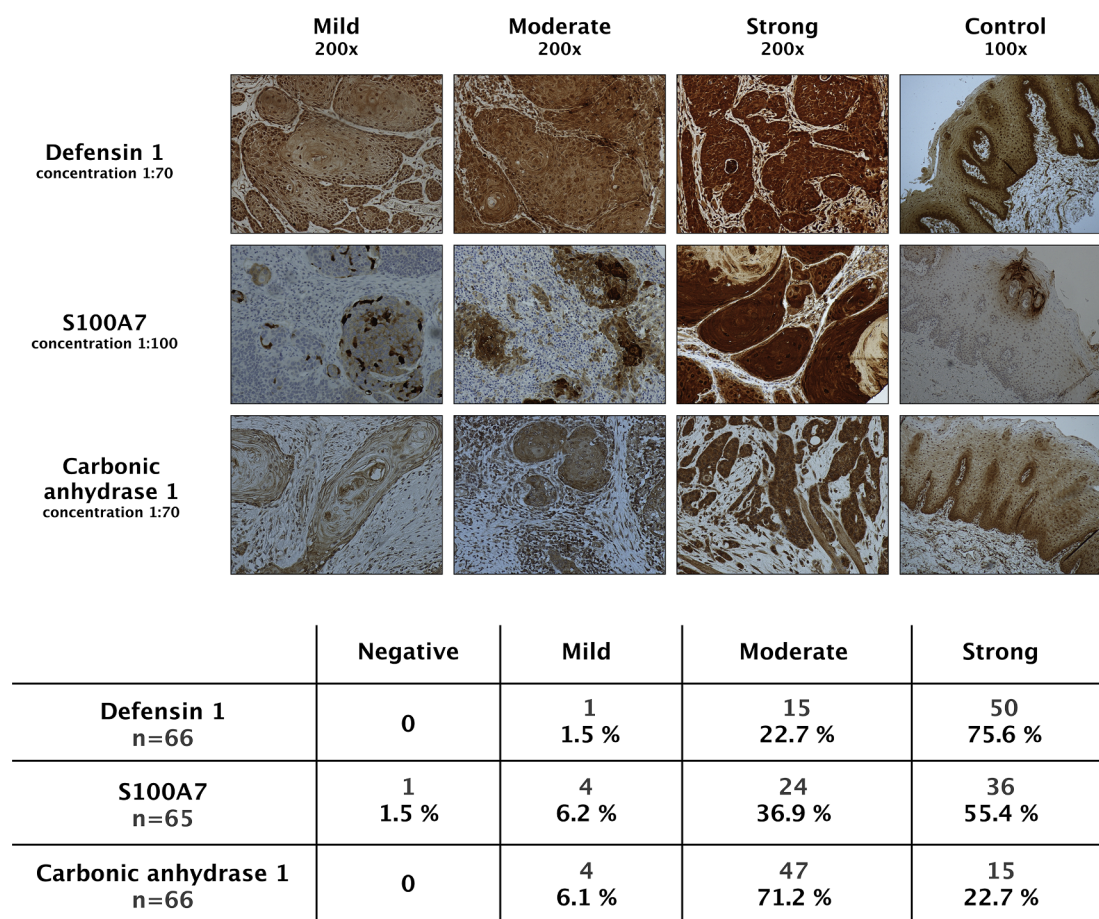 Mild Moderate Strong Control
200x 200x 200x 100x
Defensin 1
concentration 1:70
S100A7
concentration 1:100
Carbonic
anhydrase 1
concentration 1:70
Negative Mild Moderate Strong
Defensin 1
n=66
0
1
1.5 %
15
22.7 %
50
75.6 %
S100A7
n=65
1
1.5 %
4
6.2 %
24
36.9 %
36
55.4 %
Carbonic anhydrase 1
n=66
0
4
6.1 %
47
71.2 %
15
22.7 %